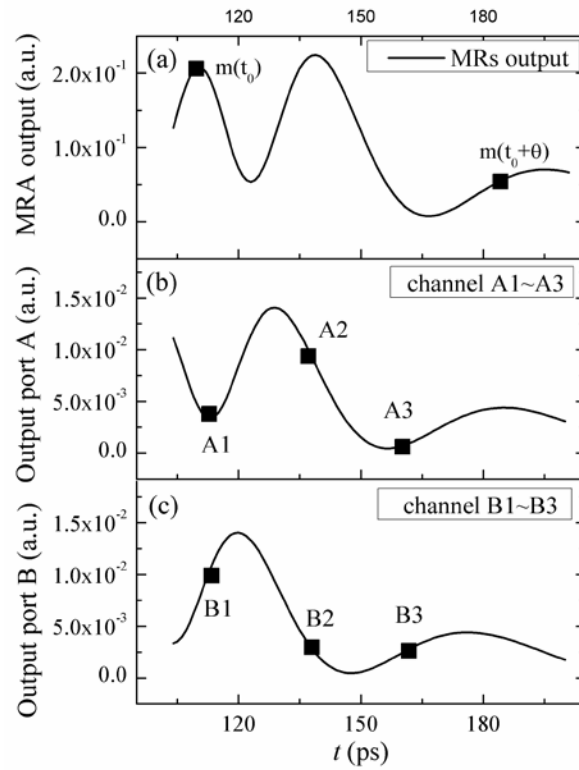 120 150 180
(a) MRs output
m(t₀)
m(t₀+θ)
MRA output (a.u.)
2.0x10⁻¹
1.0x10⁻¹
0.0
(b) channel A1~A3
Output port A (a.u.)
1.5x10⁻²
1.0x10⁻²
5.0x10⁻³
0.0
A1
A2
A3
(c) channel B1~B3
Output port B (a.u.)
1.5x10⁻²
1.0x10⁻²
5.0x10⁻³
0.0
B1
B2
B3
120 150 180
t (ps)